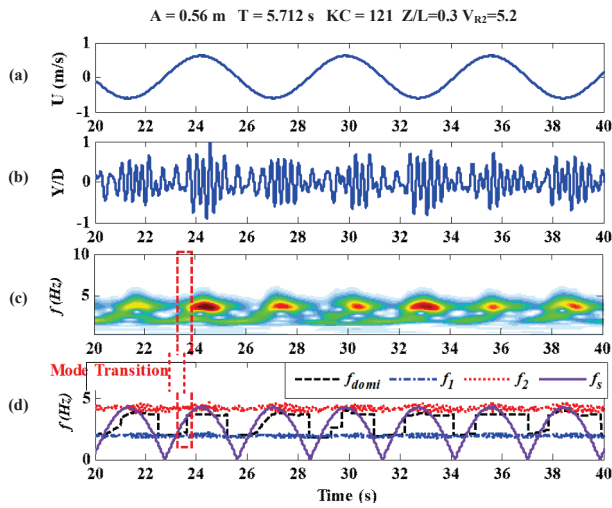 A = 0.56 m T = 5.712 s KC = 121 Z/L=0.3 V_R2=5.2
(a)
U (m/s)
1
0
-1
20 22 24 26 28 30 32 34 36 38 40
(b)
Y/D
1
0
-1
20 22 24 26 28 30 32 34 36 38 40
(c)
f(Hz)
10
5
20 22 24 26 28 30 32 34 36 38 40
Mode Transition
(d)
f(Hz)
5
0
f_domi f_1 f_2 f_s
20 22 24 26 28 30 32 34 36 38 40
Time (s)